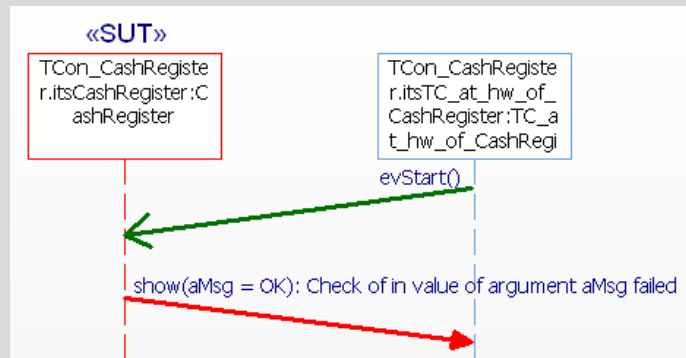 «SUT»
TCon_CashRegiste
r.itsCashRegister:C
ashRegister
TCon_CashRegiste
r.itsTC_at_hw_of_
CashRegister:TC_a
t_hw_of_CashRegi
evStart()
show(aMsg = OK): Check of in value of argument aMsg failed